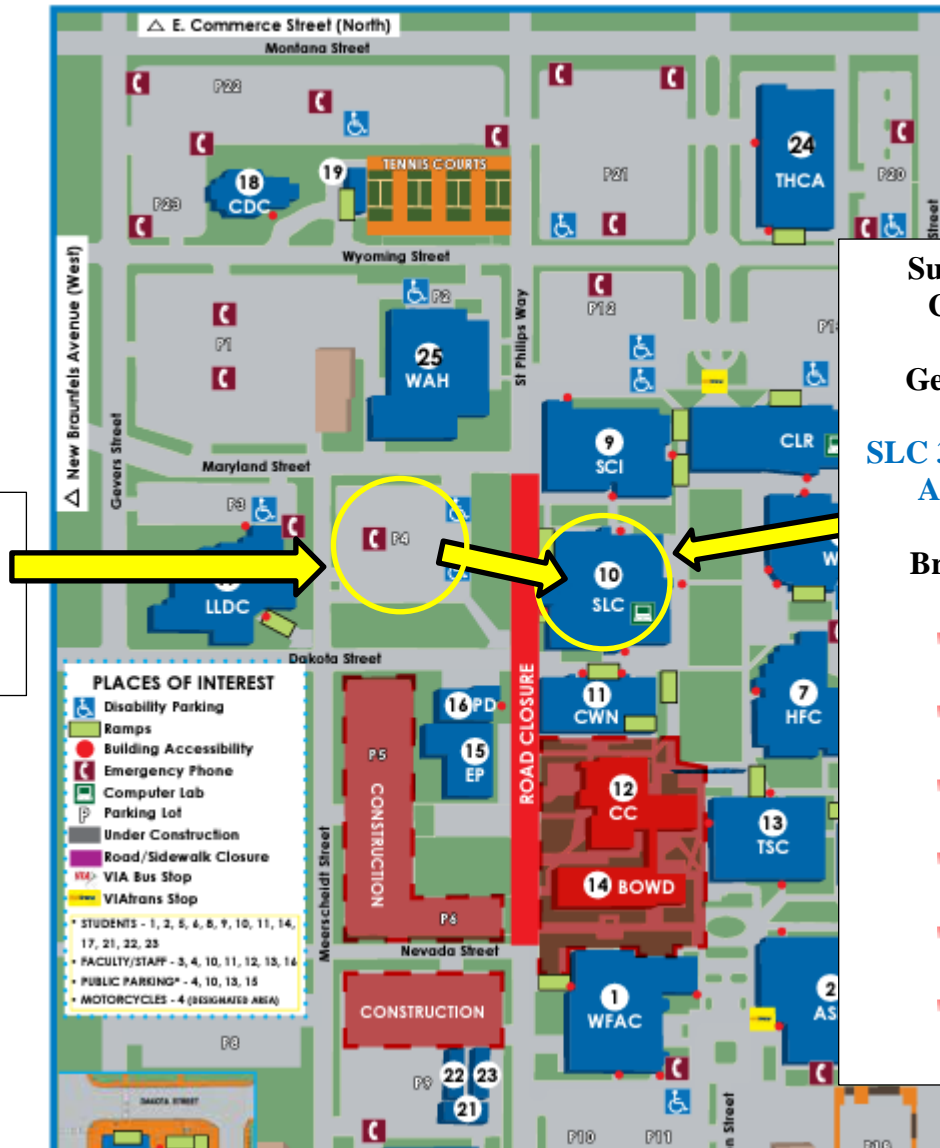 △ E. Commerce Street (North)
Montana Street
P22
24
THCA
19
TENNIS COURTS
18
CDC
P21
P20
P23
Street
Wyoming Street
△ New Braunfels Avenue (West)
P2
P12
St Philips Way
P1
25
WAH
Gevers Street
9
SCI
CLR
Maryland Street
P3
P4
LLDC
10
SLC
W
Dakota Street
ROAD CLOSURE
PLACES OF INTEREST
Disability Parking
Ramps
Building Accessibility
Emergency Phone
Computer Lab
P Parking Lot
Under Construction
Road/Sidewalk Closure
VIA VIA Bus Stop
VIAtrans Stop
* STUDENTS - 1, 2, 5, 6, 8, 9, 10, 11, 14,
17, 21, 22, 23
• FACULTY/STAFF - 3, 4, 10, 11, 12, 13, 16
• PUBLIC PARKING* - 4, 10, 13, 15
• MOTORCYCLES - 4 (DESIGNATED AREA)
16 PD
15
EP
11
CWN
7
HFC
P5
CONSTRUCTION
12
CC
13
TSC
14 BOWD
P6
Meerscheidt Street
Nevada Street
CONSTRUCTION
1
WFAC
2
AS
P8
P9
22
23
21
DAKOTA STREET
P10
P11
n Street
Su
Ge
SLC 3
A
Br